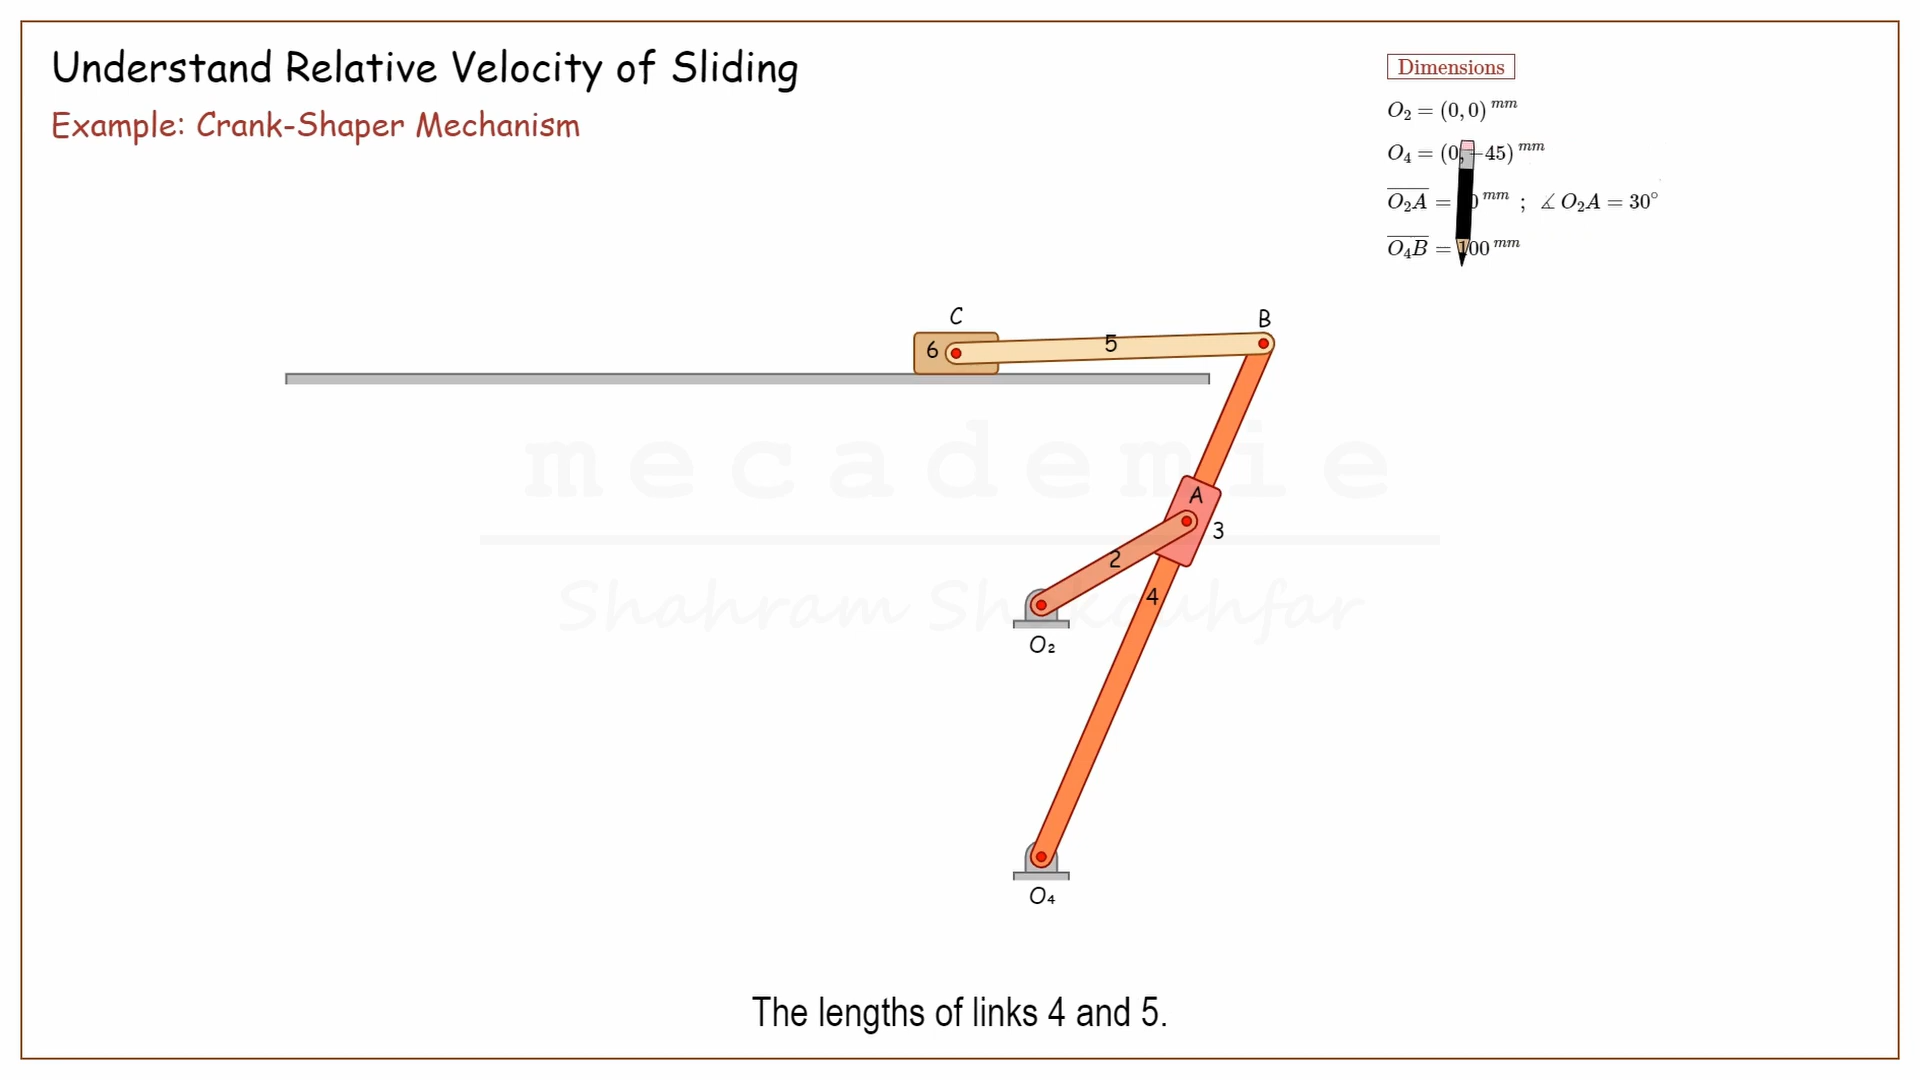 Understand Relative Velocity of Sliding
Example: Crank-Shaper Mechanism
Dimensions
O₂ = (0, 0) mm
O₄ = (0, −45) mm
O₂A = 0 mm ; ∡ O₂A = 30°
O₄B = 100 mm
C
B
6
5
mecademie
A
3
2
4
Shahram
O₂
O₄
The lengths of links 4 and 5.